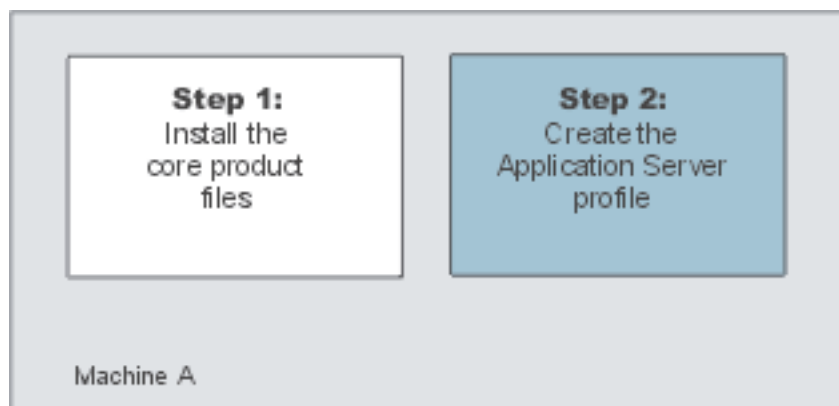 Step 1:
Install the
core product
files
Step 2:
Create the
Application Server
profile
Machine A